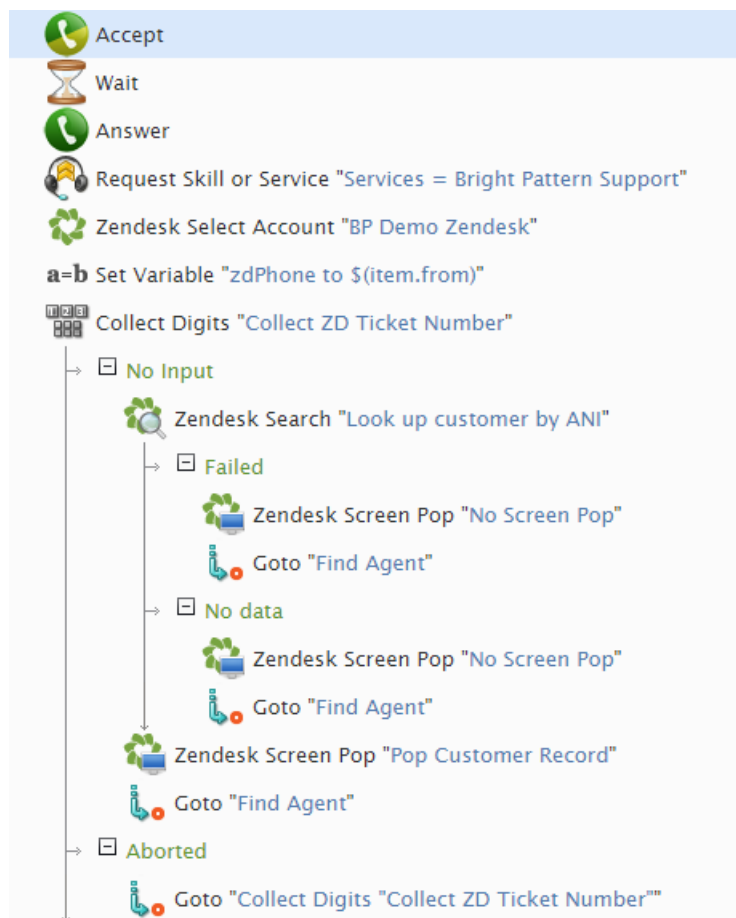 Accept
Wait
Answer
Request Skill or Service "Services = Bright Pattern Support"
Zendesk Select Account "BP Demo Zendesk"
a=b Set Variable "zdPhone to $(item.from)"
Collect Digits "Collect ZD Ticket Number"
No Input
Zendesk Search "Look up customer by ANI"
Failed
Zendesk Screen Pop "No Screen Pop"
Goto "Find Agent"
No data
Zendesk Screen Pop "No Screen Pop"
Goto "Find Agent"
Zendesk Screen Pop "Pop Customer Record"
Goto "Find Agent"
Aborted
Goto "Collect Digits "Collect ZD Ticket Number""